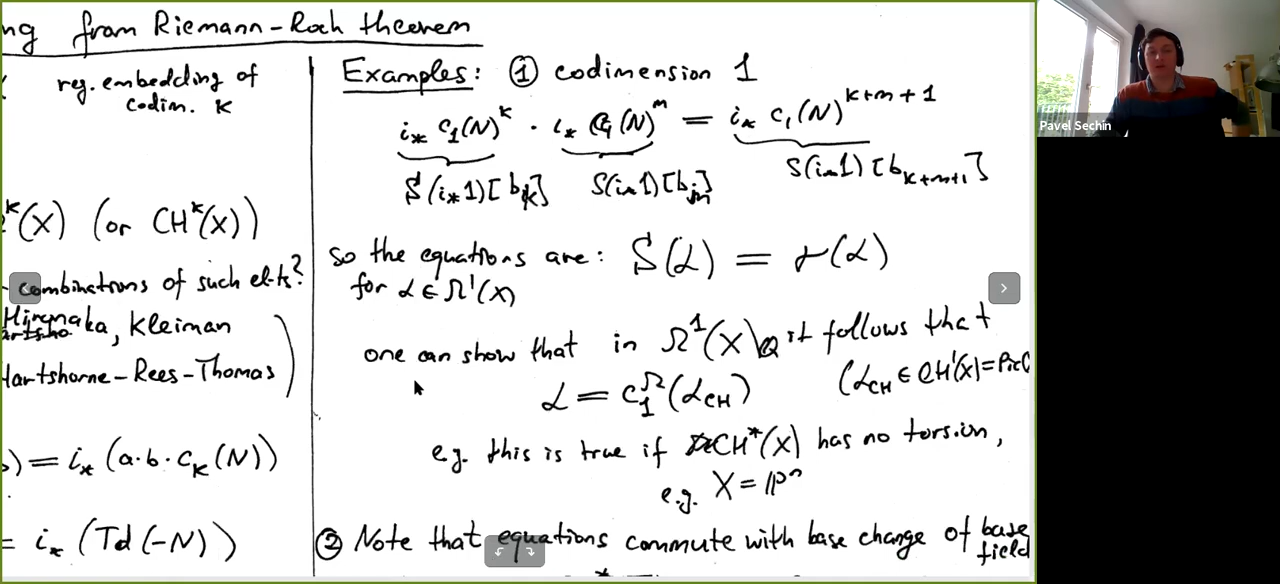 ng from Riemann-Roch theorem
reg. embedding of
codim. K
^k(X) (or CH^k(X))
combinations of such el-ts?
Hironaka, Kleiman
Hartshorne-Rees-Thomas
) = i_* (a·b·c_K(N))
= i_* (Td(-N))
Examples: ① codimension 1
i_* c_1(N)^k · i_* c_1(N)^m = i_* c_1(N)^{k+m+1}
S(i_*1)[b_k] S(i_*1)[b_m] S(i_*1)[b_{k+m+1}]
so the equations are: S(α) = γ(α)
for α ∈ Ω^1(X)
one can show that in Ω^1(X)_Q it follows that
α = c_1^Ω(α_CH) (α_CH ∈ CH^1(X)=Pic(
e.g. this is true if CH^*(X) has no torsion,
e.g. X = P^n
② Note that equations commute with base change of base
field
Pavel Sechin